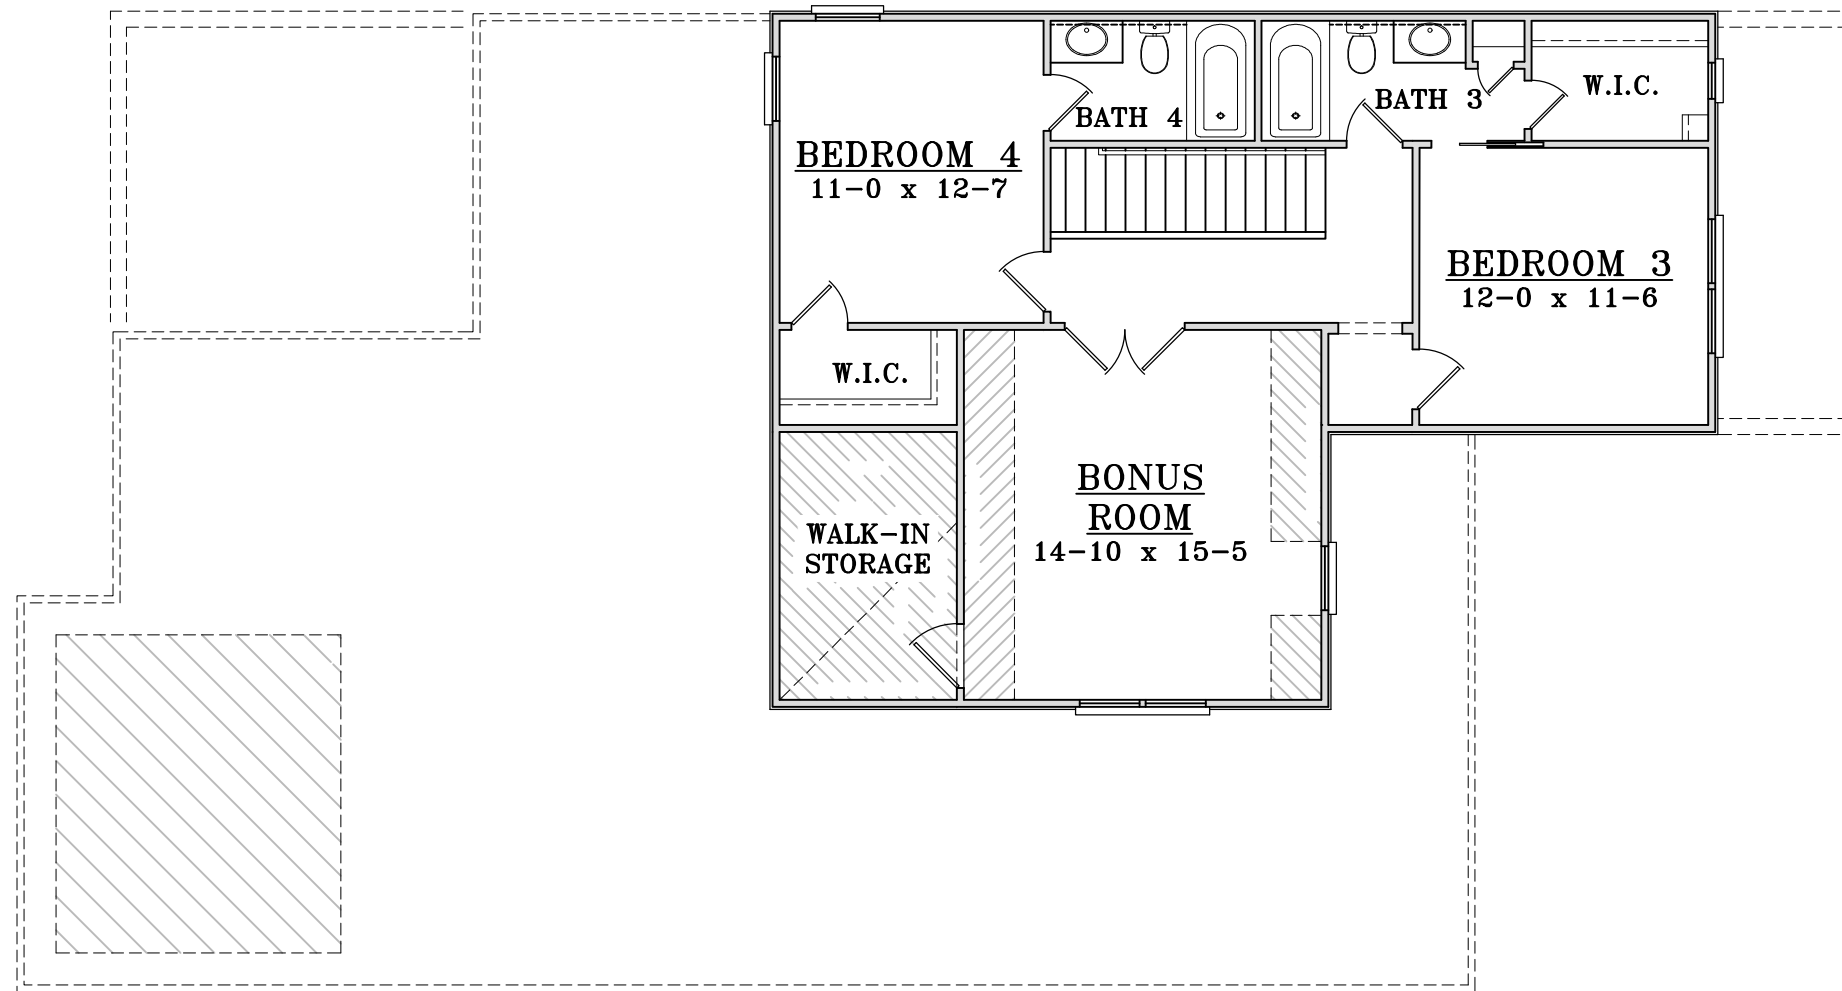 BEDROOM 4
11-0 x 12-7
BATH 4
BATH 3
W.I.C.
BEDROOM 3
12-0 x 11-6
W.I.C.
WALK-IN
STORAGE
BONUS
ROOM
14-10 x 15-5